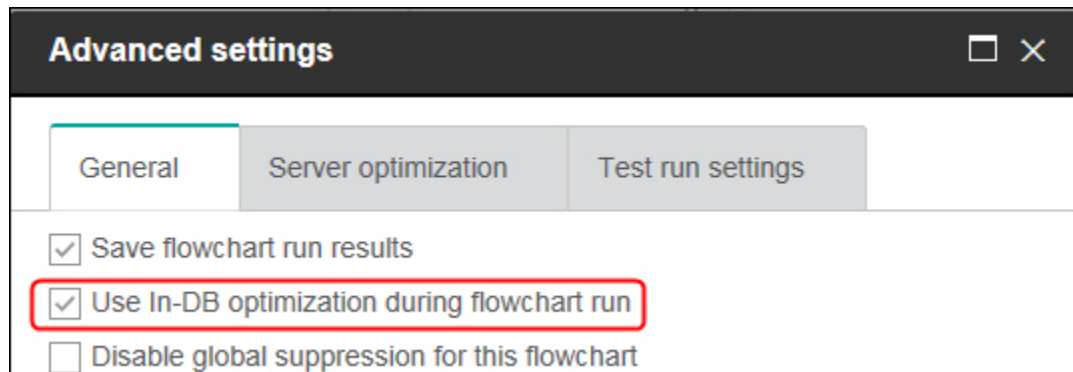 Advanced settings
General Server optimization Test run settings
Save flowchart run results
Use In-DB optimization during flowchart run
Disable global suppression for this flowchart